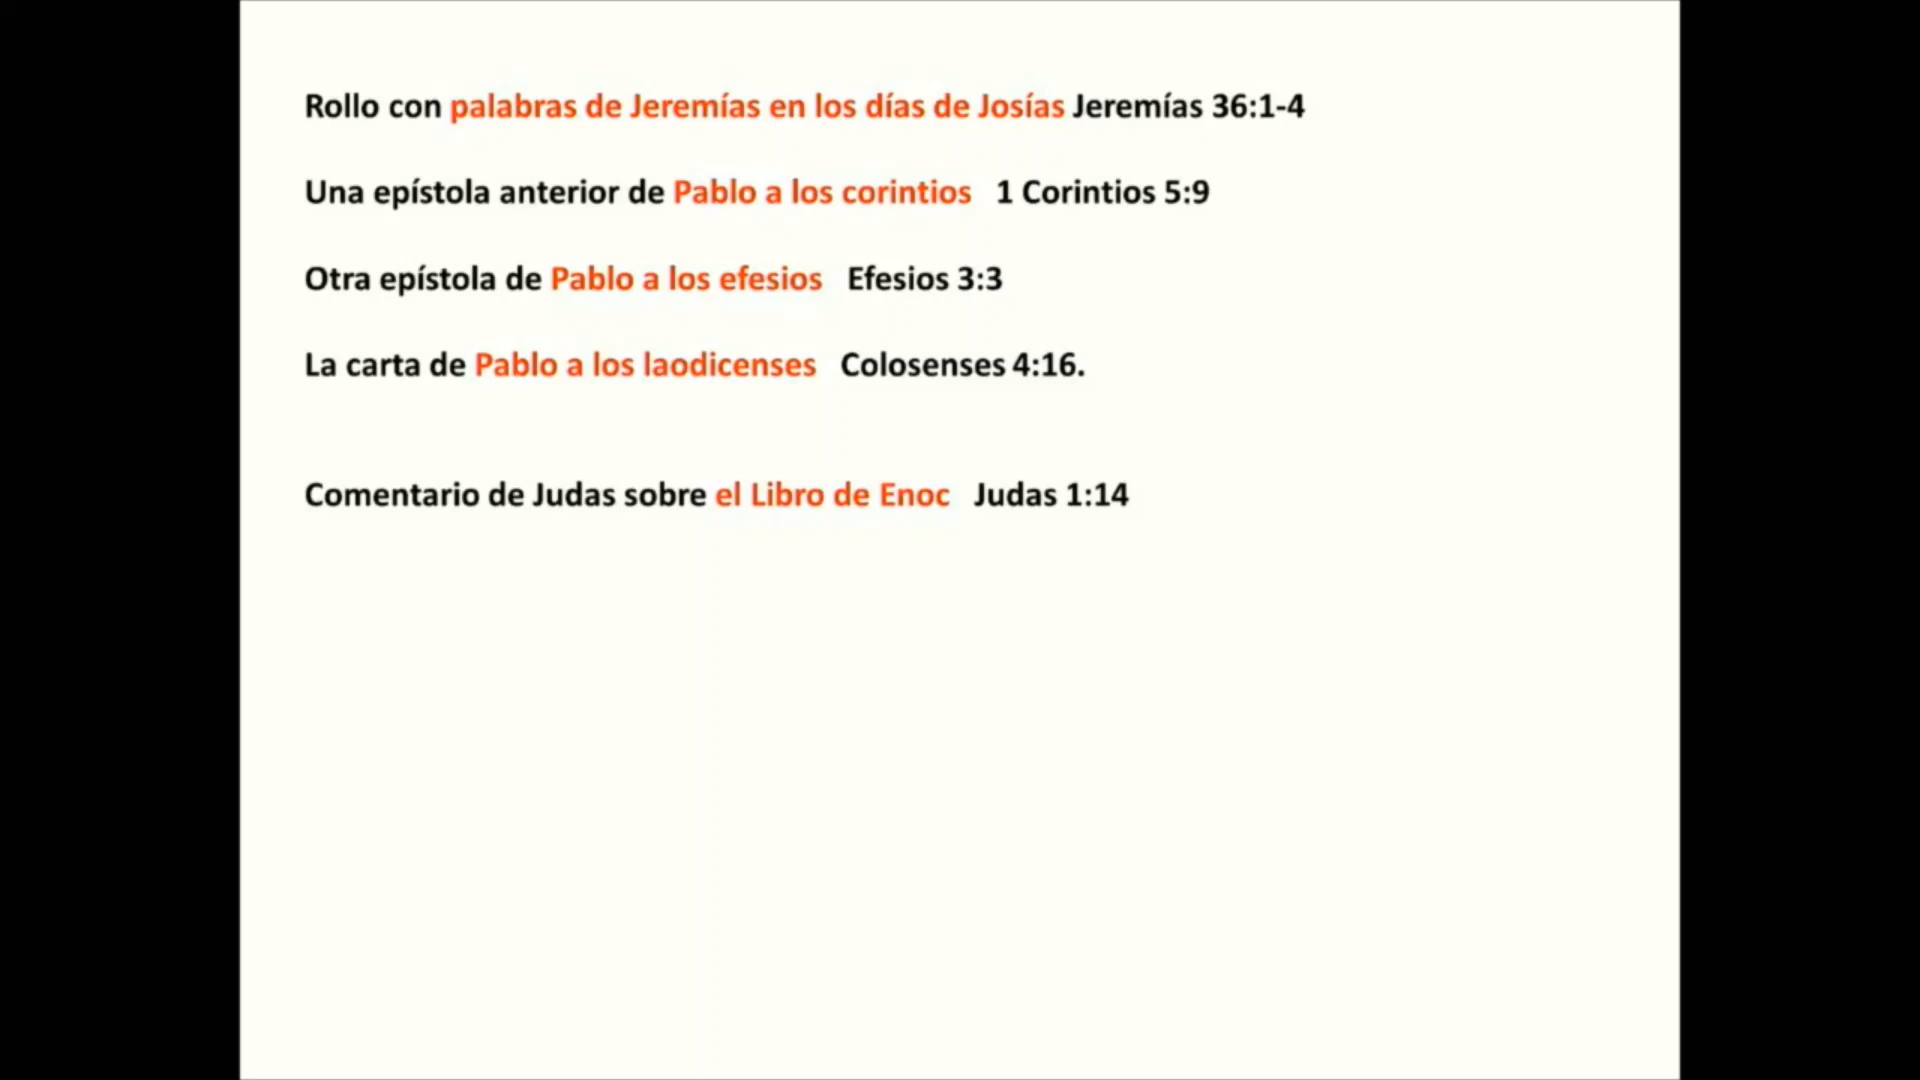 Rollo con palabras de Jeremías en los días de Josías Jeremías 36:1-4
Una epístola anterior de Pablo a los corintios 1 Corintios 5:9
Otra epístola de Pablo a los efesios Efesios 3:3
La carta de Pablo a los laodicenses Colosenses 4:16.
Comentario de Judas sobre el Libro de Enoc Judas 1:14